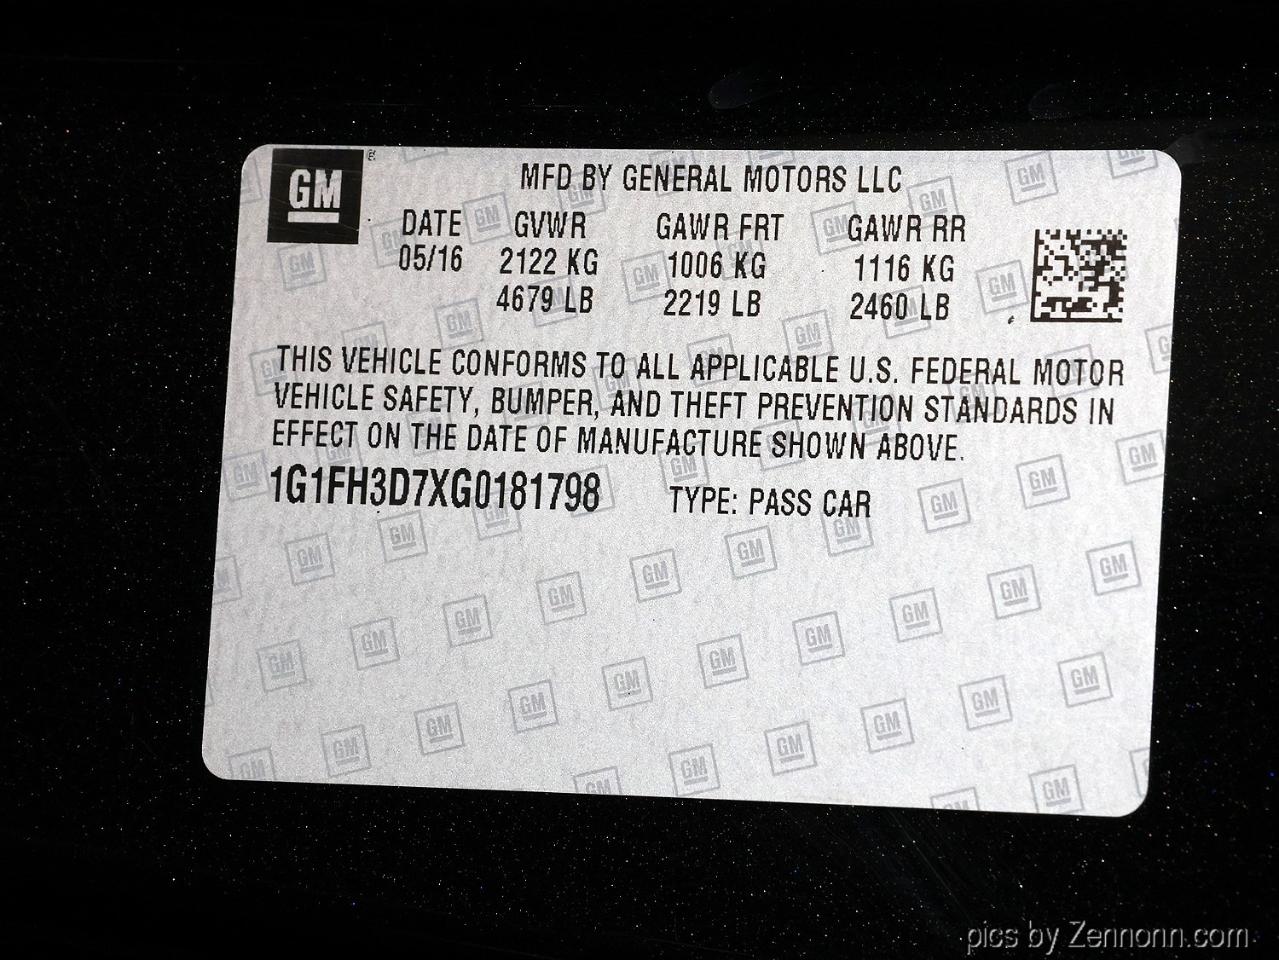 GM
MFD BY GENERAL MOTORS LLC
DATE GVWR GAWR FRT GAWR RR
05/16 2122 KG 1006 KG 1116 KG
4679 LB 2219 LB 2460 LB
THIS VEHICLE CONFORMS TO ALL APPLICABLE U.S. FEDERAL MOTOR
VEHICLE SAFETY, BUMPER, AND THEFT PREVENTION STANDARDS IN
EFFECT ON THE DATE OF MANUFACTURE SHOWN ABOVE.
1G1FH3D7XG0181798 TYPE: PASS CAR
pics by Zennonn.com